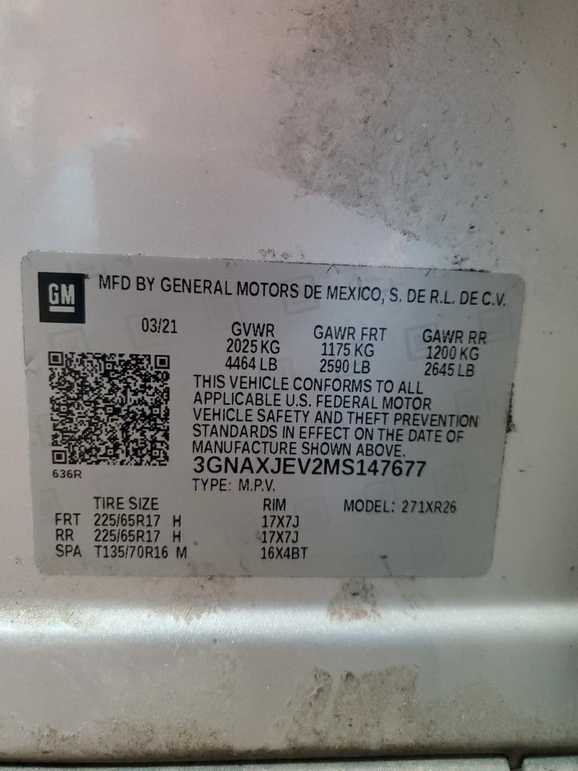 GM MFD BY GENERAL MOTORS DE MEXICO, S. DE R.L. DE C.V.
03/21 GVWR GAWR FRT GAWR RR
2025 KG 1175 KG 1200 KG
4464 LB 2590 LB 2645 LB
THIS VEHICLE CONFORMS TO ALL
APPLICABLE U.S. FEDERAL MOTOR
VEHICLE SAFETY AND THEFT PREVENTION
STANDARDS IN EFFECT ON THE DATE OF
MANUFACTURE SHOWN ABOVE.
636R 3GNAXJEV2MS147677
TYPE: M.P.V.
TIRE SIZE RIM MODEL: 271XR26
FRT 225/65R17 H 17X7J
RR 225/65R17 H 17X7J
SPA T135/70R16 M 16X4BT